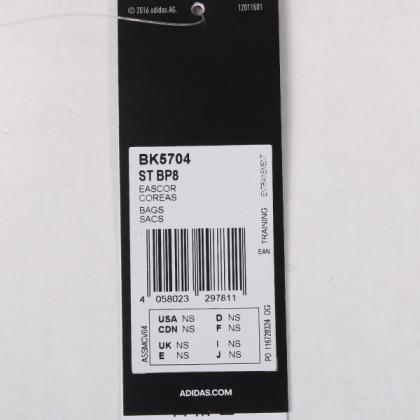 © 2016 adidas AG.
12011501
BK5704
ST BP8
EASCOR
COREAS
BAGS
SACS
TRAINING
ENTRAINEMENT
EAN
4 058023 297811
USA NS D NS
CDN NS F NS
UK NS I NS
E NS J NS
ASSMCV04
PO 116728324 OG
ADIDAS.COM